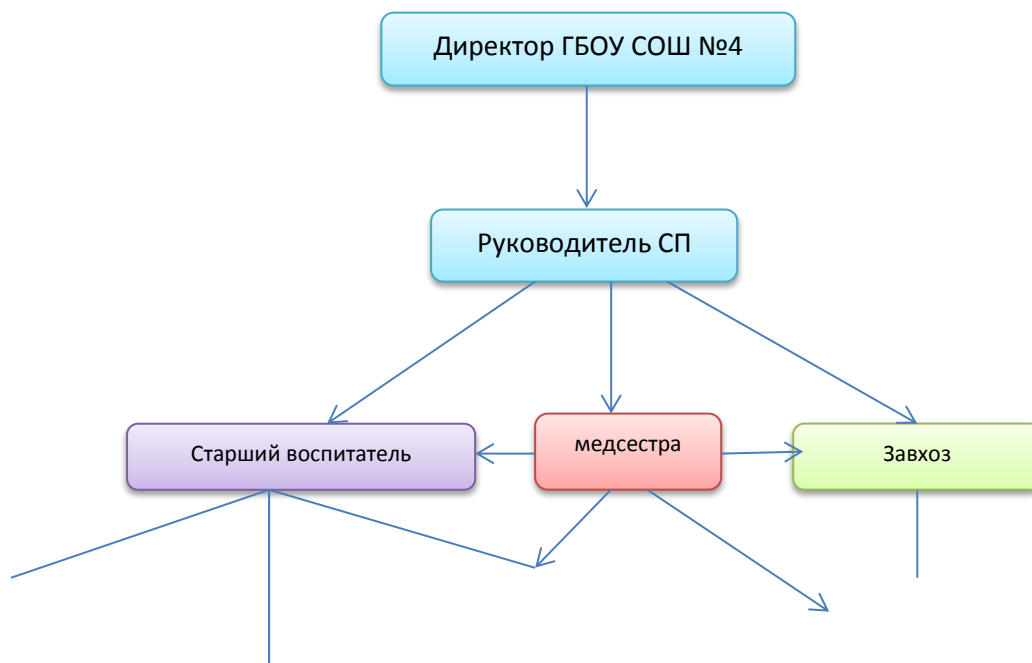 Директор ГБОУ СОШ №4
Руководитель СП
Старший воспитатель
медсестра
Завхоз